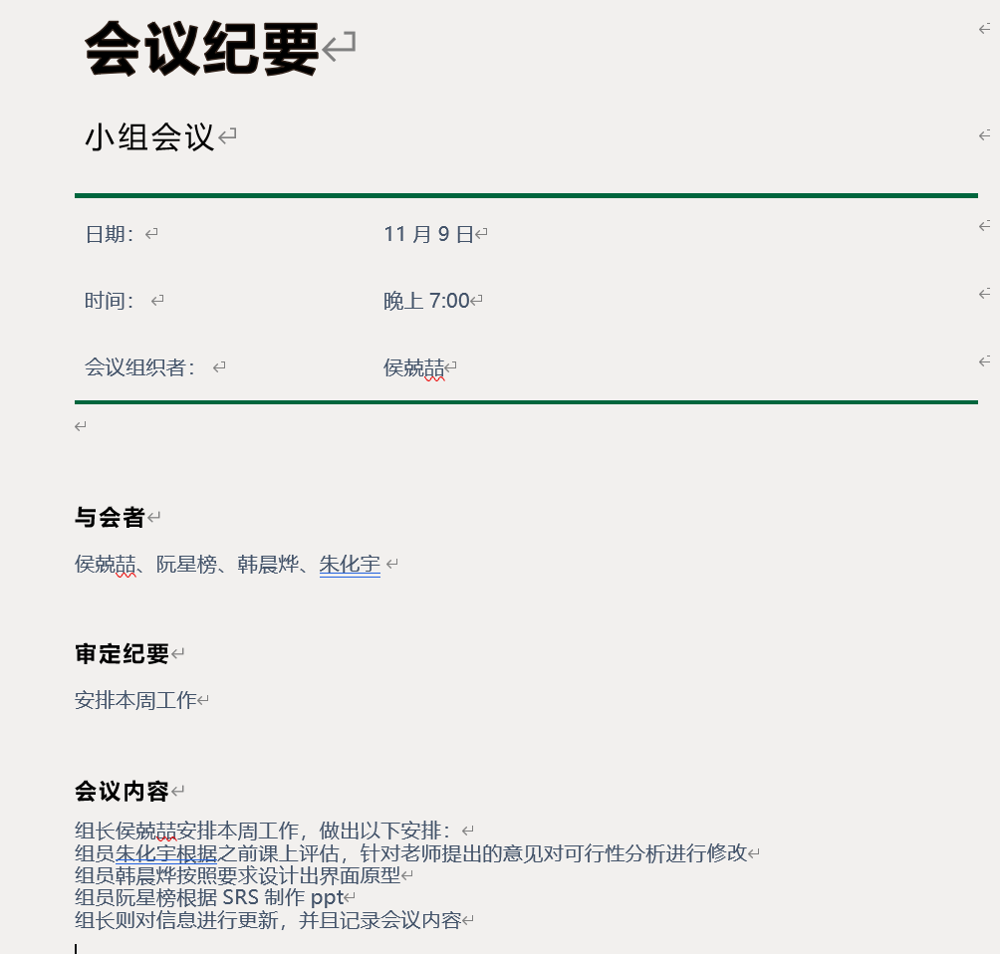 会议纪要
小组会议
日期： 11 月 9 日
时间： 晚上 7:00
会议组织者： 侯兢喆
与会者
侯兢喆、阮星榜、韩晨烨、朱化宇
审定纪要
安排本周工作
会议内容
组长侯兢喆安排本周工作，做出以下安排：
组员朱化宇根据之前课上评估，针对老师提出的意见对可行性分析进行修改
组员韩晨烨按照要求设计出界面原型
组员阮星榜根据 SRS 制作 ppt
组长则对信息进行更新，并且记录会议内容